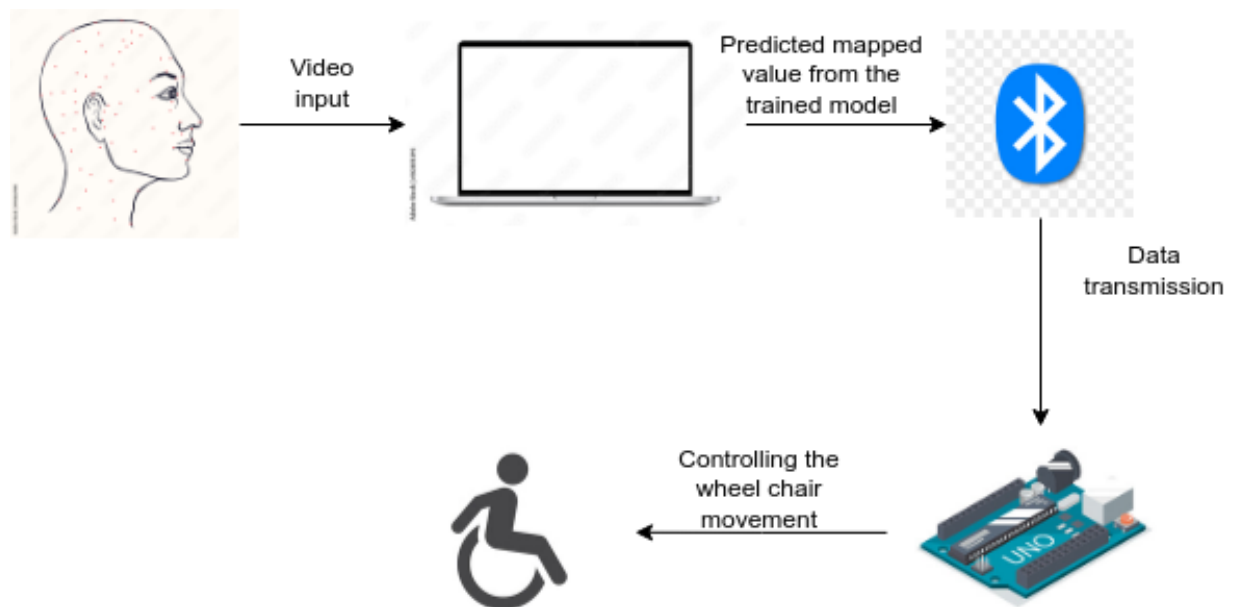 Video
input
Predicted mapped
value from the
trained model
Data
transmission
Controlling the
wheel chair
movement
UNO